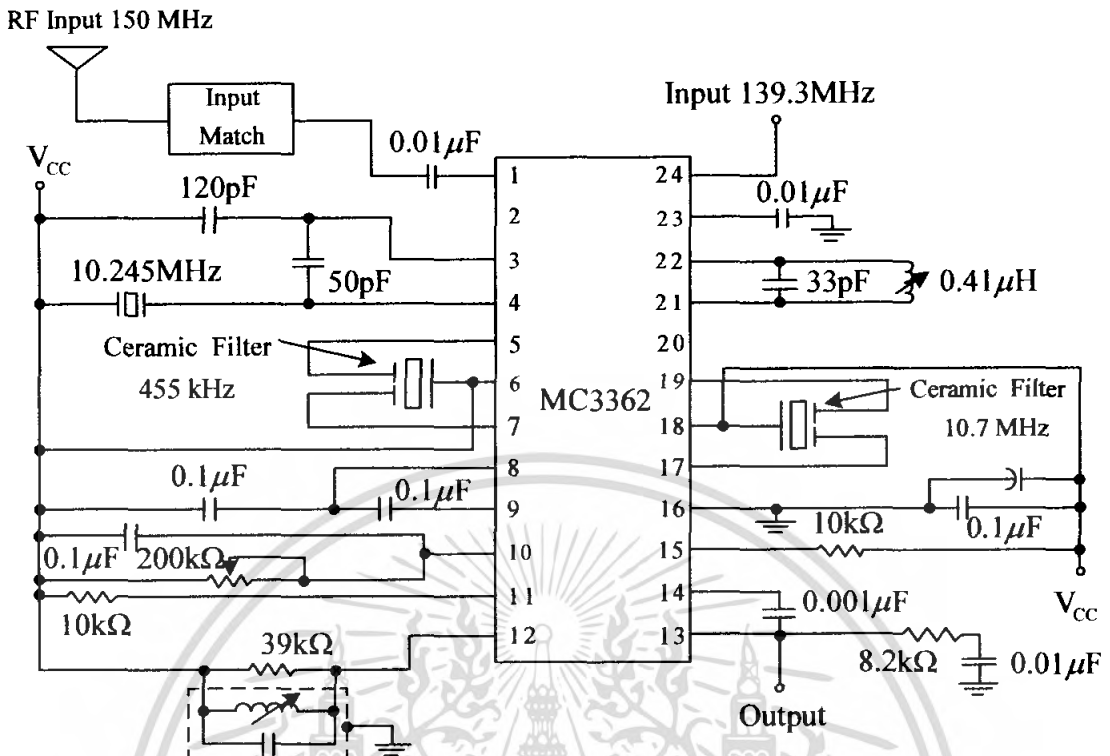 RF Input 150 MHz
Input
Match
Input 139.3MHz
V_CC
0.01μF
120pF
0.01μF
10.245MHz
50pF
33pF
0.41μH
Ceramic Filter
455 kHz
MC3362
Ceramic Filter
10.7 MHz
1
2
3
4
5
6
7
8
9
10
11
12
24
23
22
21
20
19
18
17
16
15
14
13
0.1μF
0.1μF
0.1μF
200kΩ
10kΩ
39kΩ
10kΩ
0.1μF
V_CC
0.001μF
8.2kΩ
0.01μF
Output